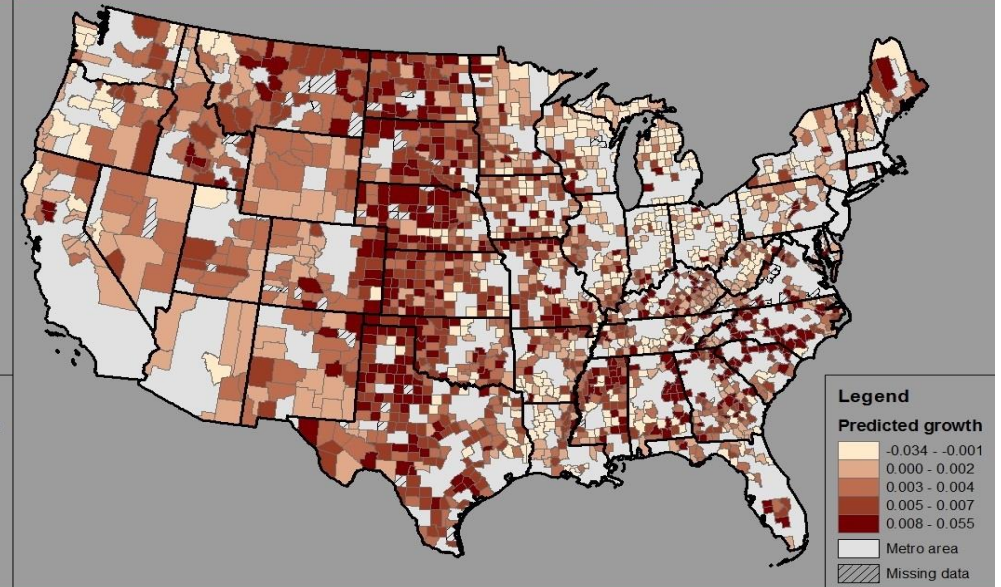 Legend
Predicted growth
-0.034 - -0.001
0.000 - 0.002
0.003 - 0.004
0.005 - 0.007
0.008 - 0.055
Metro area
Missing data